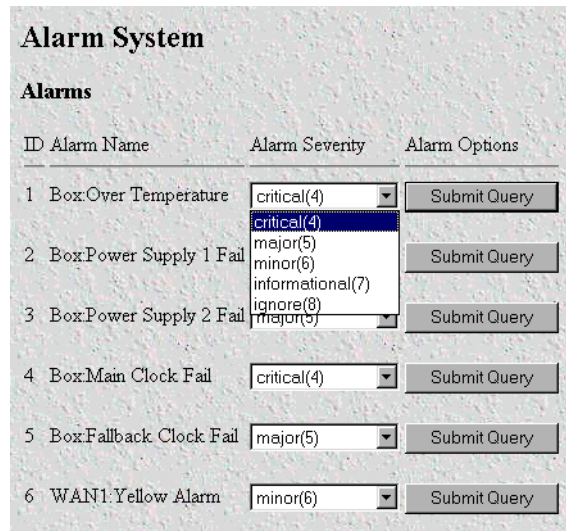 Alarm System
Alarms
ID Alarm Name Alarm Severity Alarm Options
1 Box:Over Temperature critical(4) Submit Query
critical(4)
major(5)
2 Box:Power Supply 1 Fail minor(6) Submit Query
informational(7)
ignore(8)
3 Box:Power Supply 2 Fail major(5) Submit Query
4 Box:Main Clock Fail critical(4) Submit Query
5 Box:Fallback Clock Fail major(5) Submit Query
6 WAN1:Yellow Alarm minor(6) Submit Query